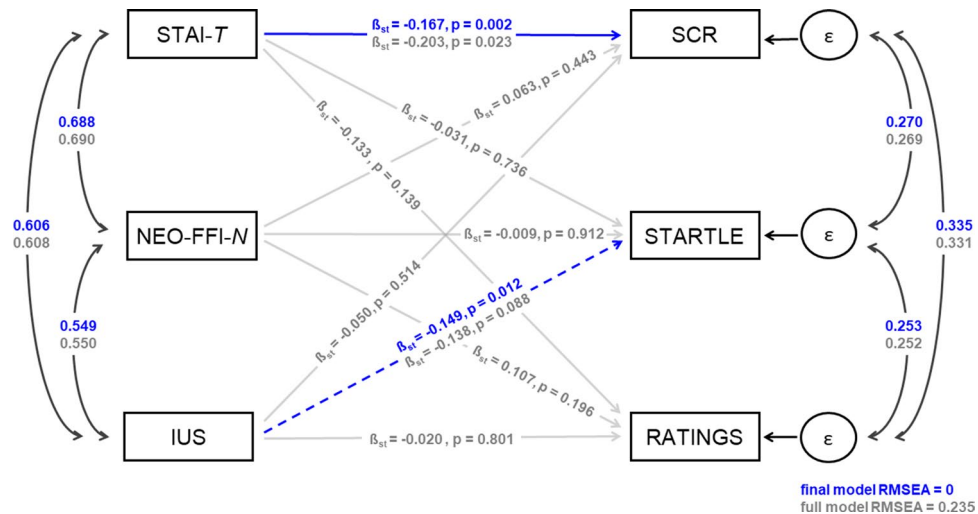 STAI-T
ßst = -0.167, p = 0.002
ßst = -0.203, p = 0.023
SCR
ε
ßst = 0.063, p = 0.443
ßst = -0.031, p = 0.736
ßst = -0.133, p = 0.139
0.688
0.690
0.270
0.269
0.606
0.608
NEO-FFI-N
ßst = -0.009, p = 0.912
STARTLE
ε
0.335
0.331
ßst = -0.050, p = 0.514
ßst = -0.149, p = 0.012
ßst = -0.138, p = 0.088
0.549
0.550
0.253
0.252
ßst = 0.107, p = 0.196
IUS
ßst = -0.020, p = 0.801
RATINGS
ε
final model RMSEA = 0
full model RMSEA = 0.235